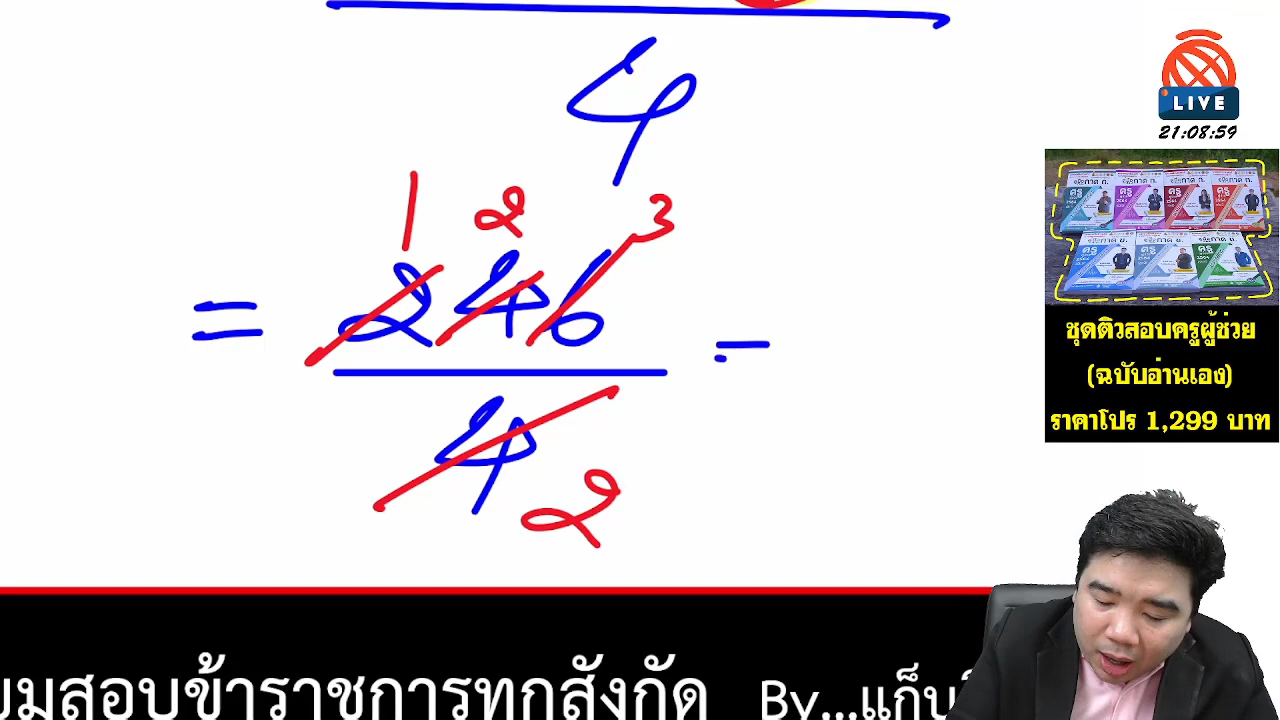 4
LIVE
21:08:59
1 2 3
= 246 -
4 2
ชุดติวสอบครูผู้ช่วย
(ฉบับอ่านเอง)
ราคาโปร 1,299 บาท
สอบข้าราชการทุกสังกัด By...แก็บ